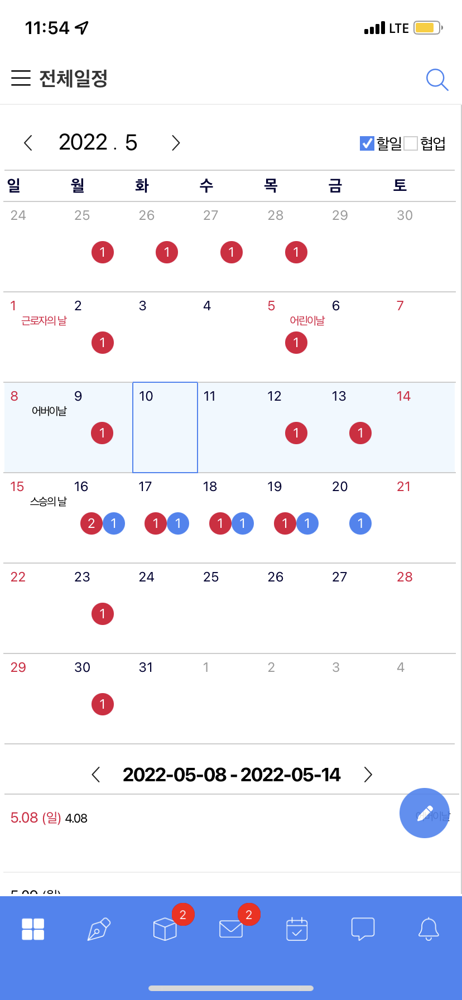 11:54 LTE
전체일정
2022 . 5 할일 협업
일 월 화 수 목 금 토
24 25 26 27 28 29 30
1 1 1 1
1 2 3 4 5 6 7
근로자의 날 어린이날
1 1
8 9 10 11 12 13 14
어버이날
1 1 1
15 16 17 18 19 20 21
스승의 날
2 1 1 1 1 1 1 1 1
22 23 24 25 26 27 28
1
29 30 31 1 2 3 4
1
2022-05-08 - 2022-05-14
5.08 (일) 4.08 어버이날
5.09 (월)
2 2